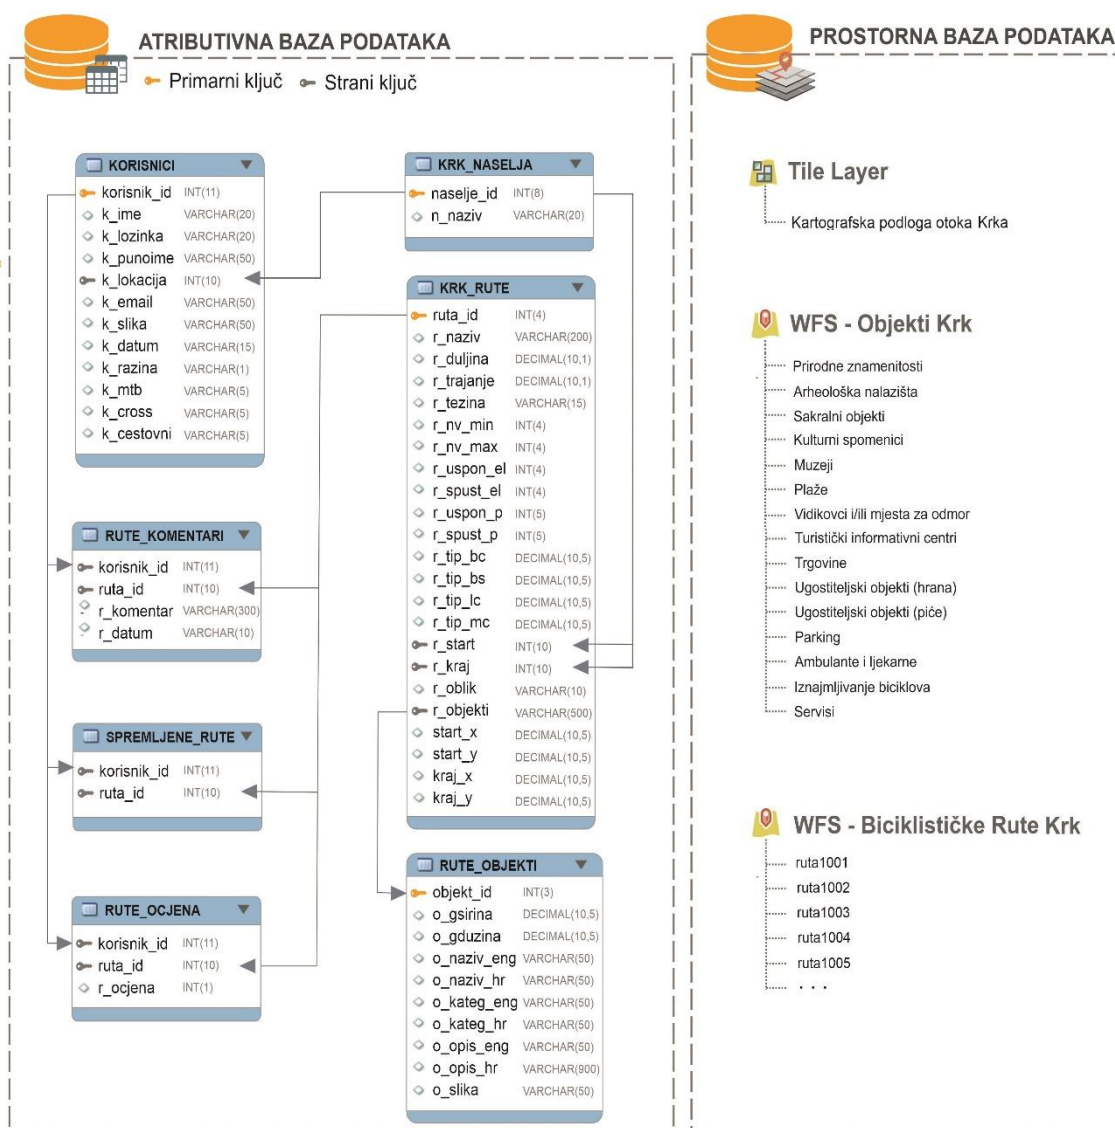 ATRIBUTIVNA BAZA PODATAKA
Primarni ključ Strani ključ
KORISNICI
korisnik_id INT(11)
k_ime VARCHAR(20)
k_lozinka VARCHAR(20)
k_punoime VARCHAR(50)
k_lokacija INT(10)
k_email VARCHAR(50)
k_slika VARCHAR(50)
k_datum VARCHAR(15)
k_razina VARCHAR(1)
k_mtb VARCHAR(5)
k_cross VARCHAR(5)
k_cestovni VARCHAR(5)
RUTE_KOMENTARI
korisnik_id INT(11)
ruta_id INT(10)
r_komentar VARCHAR(300)
r_datum VARCHAR(10)
SPREMLJENE_RUTE
korisnik_id INT(11)
ruta_id INT(10)
RUTE_OCJENA
korisnik_id INT(11)
ruta_id INT(10)
r_ocjena INT(1)
KRK_NASELJA
naselje_id INT(8)
n_naziv VARCHAR(20)
KRK_RUTE
ruta_id INT(4)
r_naziv VARCHAR(200)
r_duljina DECIMAL(10,1)
r_trajanje DECIMAL(10,1)
r_tezina VARCHAR(15)
r_nv_min INT(4)
r_nv_max INT(4)
r_uspon_el INT(4)
r_spust_el INT(4)
r_uspon_p INT(5)
r_spust_p INT(5)
r_tip_bc DECIMAL(10,5)
r_tip_bs DECIMAL(10,5)
r_tip_lc DECIMAL(10,5)
r_tip_mc DECIMAL(10,5)
r_start INT(10)
r_kraj INT(10)
r_oblik VARCHAR(10)
r_objekti VARCHAR(500)
start_x DECIMAL(10,5)
start_y DECIMAL(10,5)
kraj_x DECIMAL(10,5)
kraj_y DECIMAL(10,5)
RUTE_OBJEKTI
objekt_id INT(3)
o_gsirina DECIMAL(10,5)
o_gduzina DECIMAL(10,5)
o_naziv_eng VARCHAR(50)
o_naziv_hr VARCHAR(50)
o_kateg_eng VARCHAR(50)
o_kateg_hr VARCHAR(50)
o_opis_eng VARCHAR(50)
o_opis_hr VARCHAR(900)
o_slika VARCHAR(50)
PROSTORNA BAZA PODATAKA
Tile Layer
Kartografska podloga otoka Krka
WFS - Objekti Krk
Prirodne znamenitosti
Arheološka nalazišta
Sakralni objekti
Kulturni spomenici
Muzeji
Plaže
Vidikovci i/ili mjesta za odmor
Turistički informativni centri
Trgovine
Ugostiteljski objekti (hrana)
Ugostiteljski objekti (piće)
Parking
Ambulante i ljekarne
Iznajmljivanje biciklova
Servisi
WFS - Biciklističke Rute Krk
ruta1001
ruta1002
ruta1003
ruta1004
ruta1005
. . .